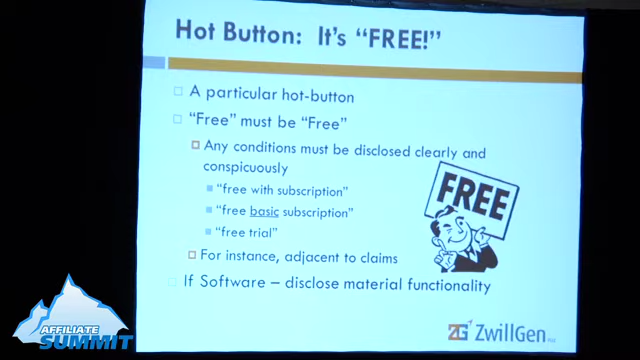 Hot Button: It's "FREE!"
A particular hot-button
"Free" must be "Free"
Any conditions must be disclosed clearly and
conspicuously
"free with subscription"
"free basic subscription"
"free trial"
For instance, adjacent to claims
If Software – disclose material functionality
FREE
ZG ZwillGen
AFFILIATE
SUMMIT